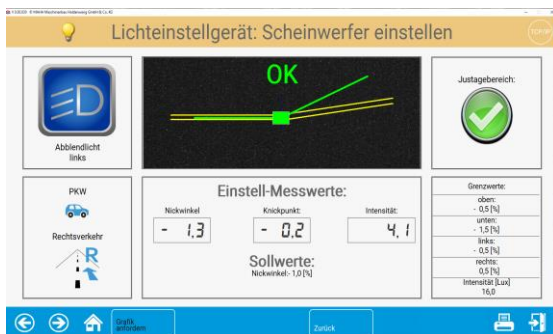 Lichteinstellgerät: Scheinwerfer einstellen
TCP/IP
Abblendlicht
links
OK
Justagebereich:
PKW
Rechtsverkehr
R
Einstell-Messwerte:
Nickwinkel
Knickpunkt:
Intensität:
- 1,3
- 0,2
4, 1
Sollwerte:
Nickwinkel:- 1,0 [%]
Grenzwerte:
oben:
- 0,5 [%]
unten:
- 1,5 [%]
links:
- 0,5 [%]
rechts:
0,5 [%]
Intensität [Lux]
16,0
Grafik
anfordern
Zurück